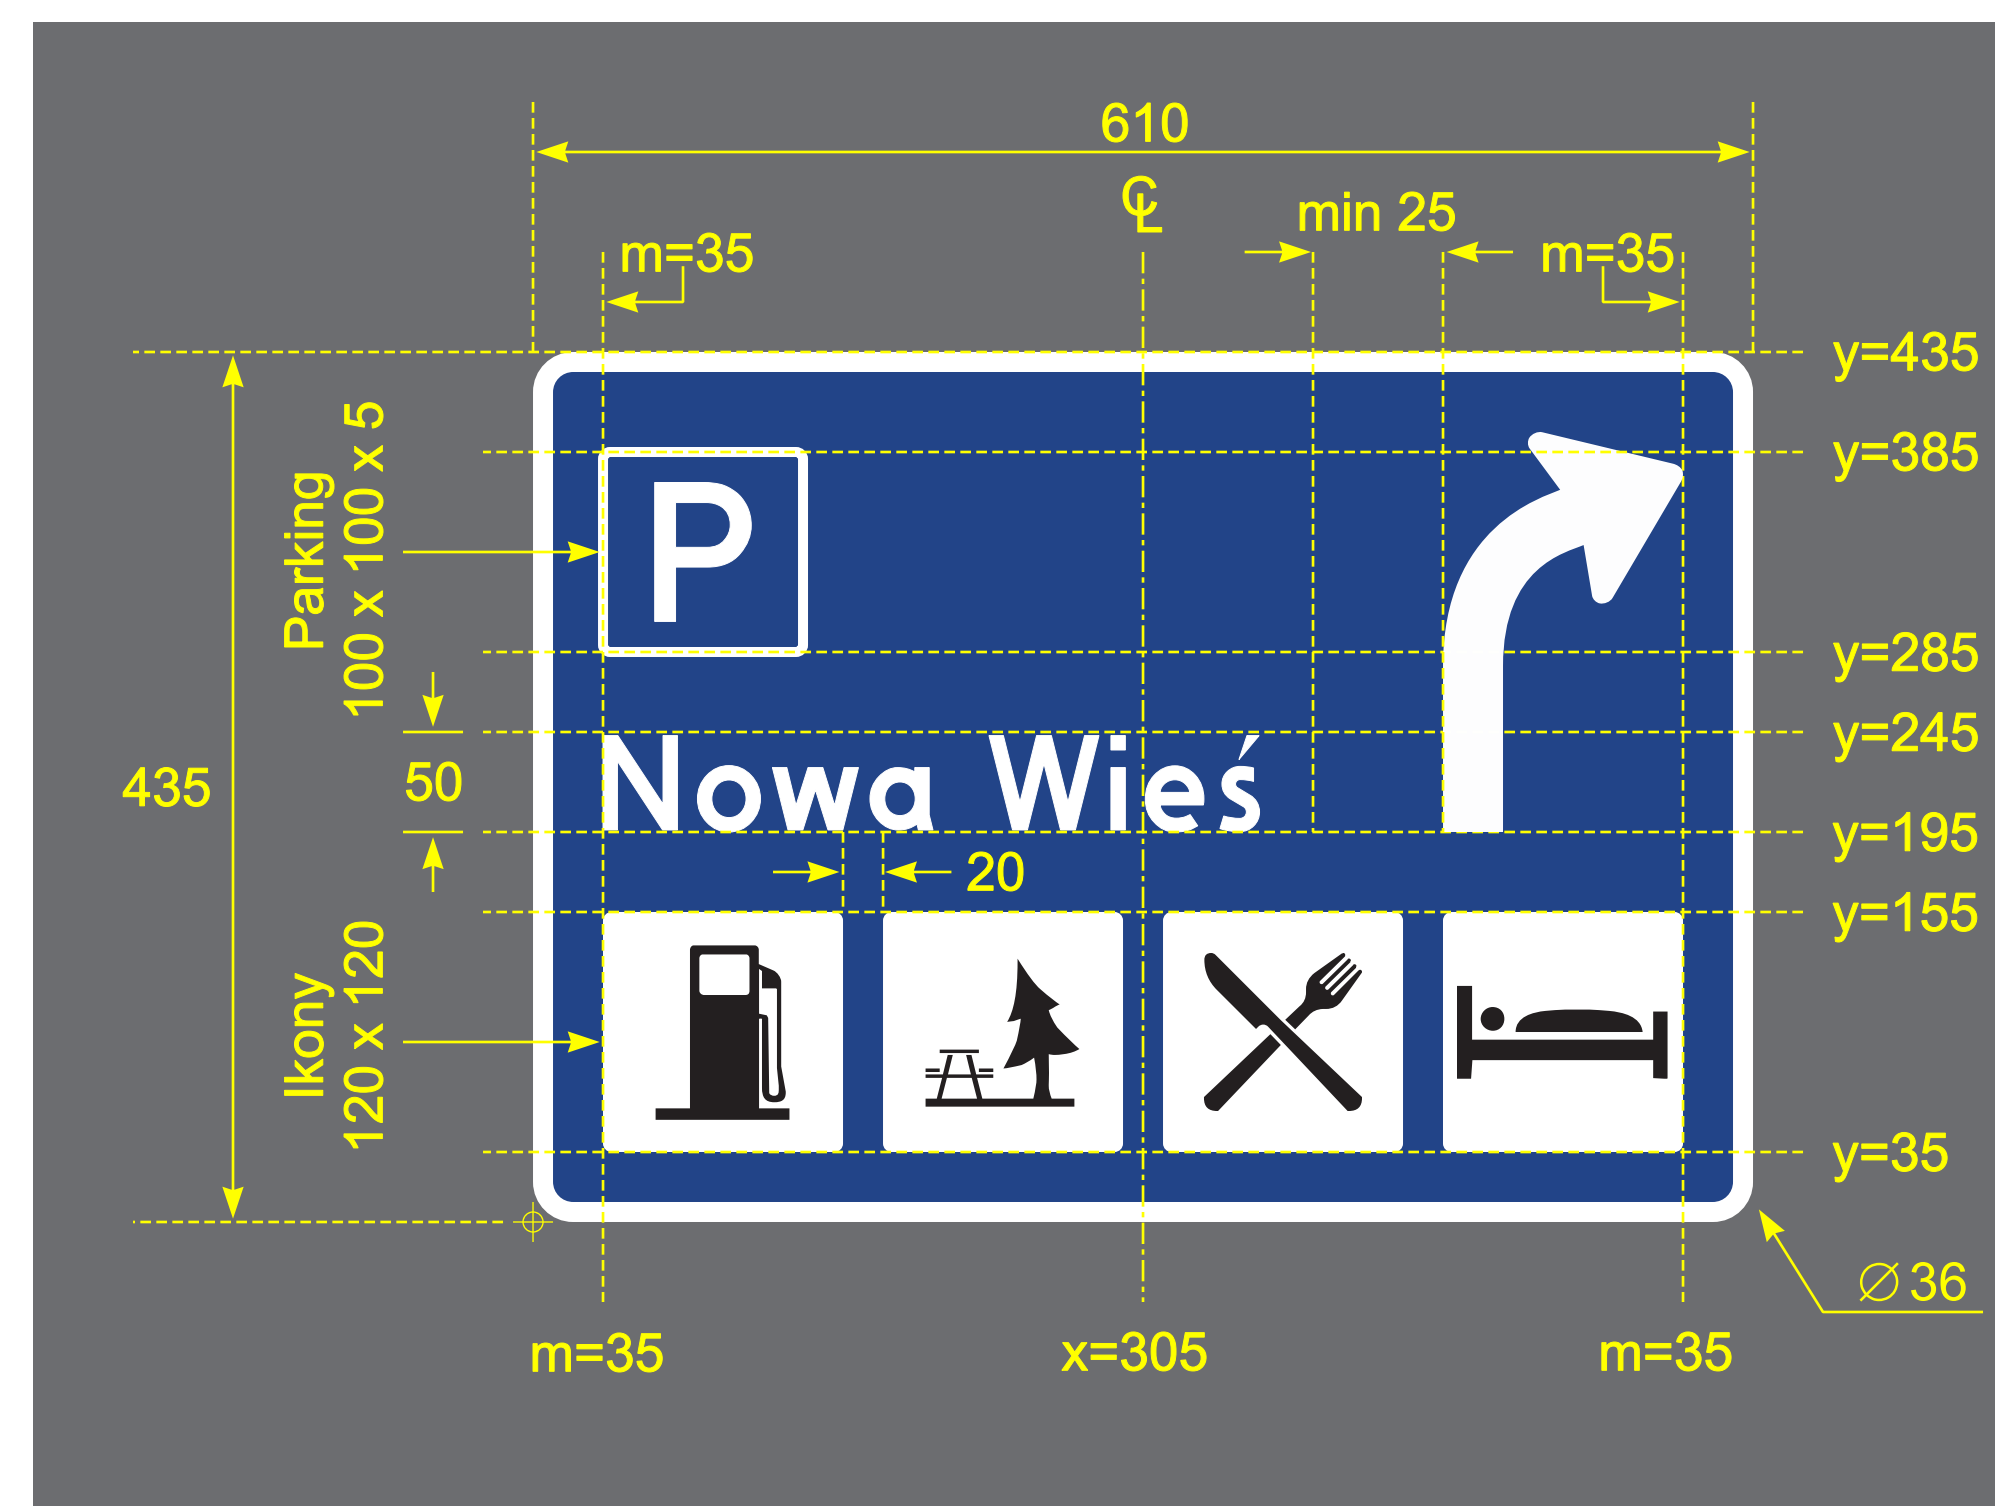 610
℄
min 25
m=35
m=35
y=435
Parking
100 x 100 x 5
y=385
P
y=285
y=245
435
50
Nowa Wieś
y=195
20
y=155
Ikony
120 x 120
y=35
∅ 36
m=35
x=305
m=35